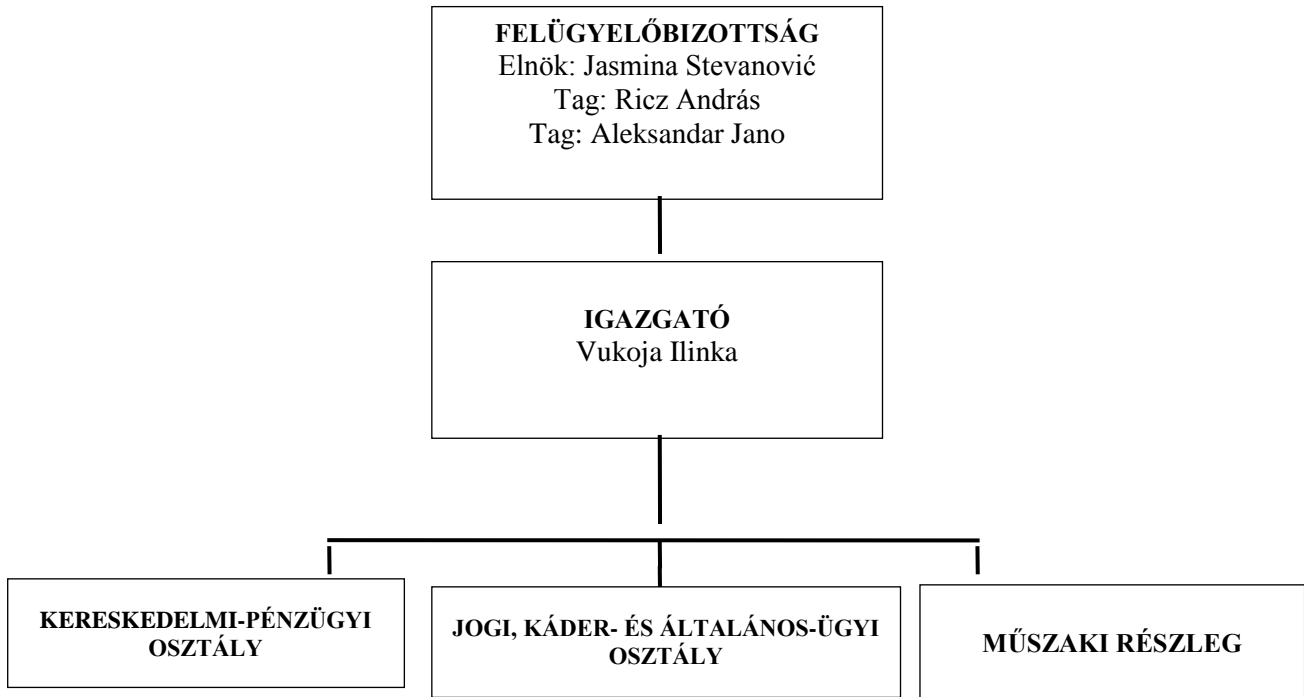 FELÜGYELŐBIZOTTSÁG
Elnök: Jasmina Stevanović
Tag: Ricz András
Tag: Aleksandar Jano
IGAZGATÓ
Vukoja Ilinka
KERESKEDELMI-PÉNZÜGYI
OSZTÁLY
JOGI, KÁDER- ÉS ÁLTALÁNOS-ÜGYI
OSZTÁLY
MŰSZAKI RÉSZLEG